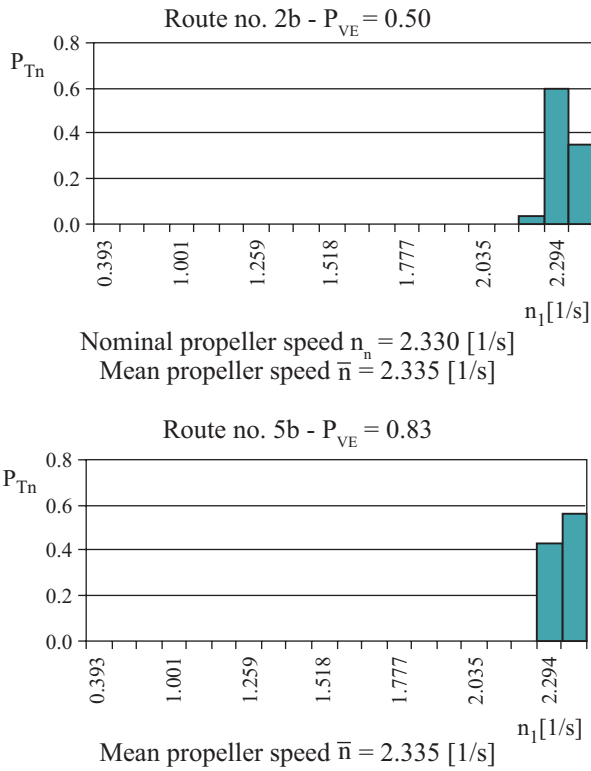 Route no. 2b - P_VE = 0.50
P_Tn
0.8
0.6
0.4
0.2
0.0
0.393
1.001
1.259
1.518
1.777
2.035
2.294
n_1[1/s]
Nominal propeller speed n_n = 2.330 [1/s]
Mean propeller speed n̅ = 2.335 [1/s]
Route no. 5b - P_VE = 0.83
P_Tn
0.8
0.6
0.4
0.2
0.0
0.393
1.001
1.259
1.518
1.777
2.035
2.294
n_1[1/s]
Mean propeller speed n̅ = 2.335 [1/s]